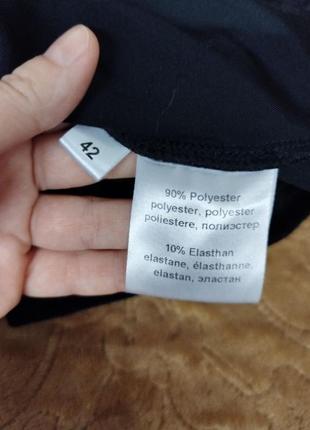 42
90% Polyester
polyester, polyester
poliestere, полиэстер
10% Elasthan
elastane, élasthanne,
elastan, эластан